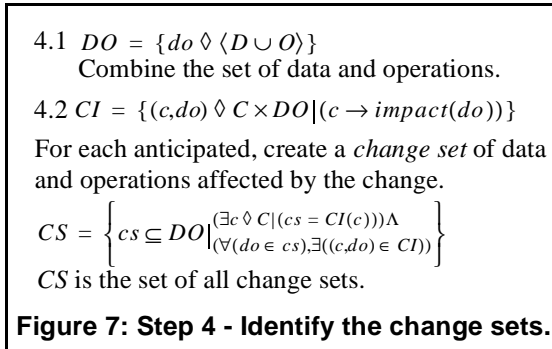 4.1 DO = {do ◊ ⟨D ∪ O⟩}
Combine the set of data and operations.
4.2 CI = {(c,do) ◊ C × DO|(c → impact(do))}
For each anticipated, create a change set of data
and operations affected by the change.
CS = {cs ⊆ DO|(∃c ◊ C|(cs = CI(c)))Λ
(∀(do ∈ cs),∃((c,do) ∈ CI))}
CS is the set of all change sets.
Figure 7: Step 4 - Identify the change sets.